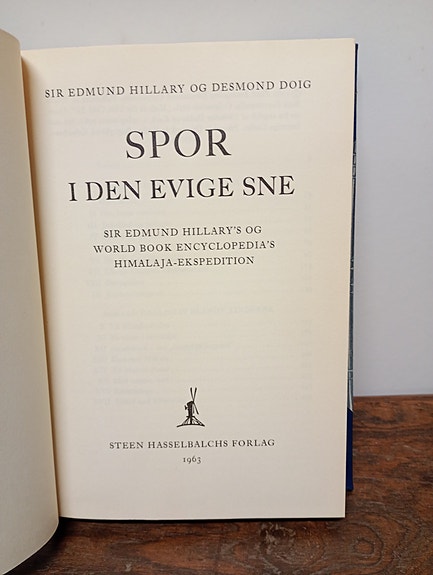 SIR EDMUND HILLARY OG DESMOND DOIG
SPOR
I DEN EVIGE SNE
SIR EDMUND HILLARY'S OG
WORLD BOOK ENCYCLOPEDIA'S
HIMALAJA-EKSPEDITION
STEEN HASSELBALCHS FORLAG
1963